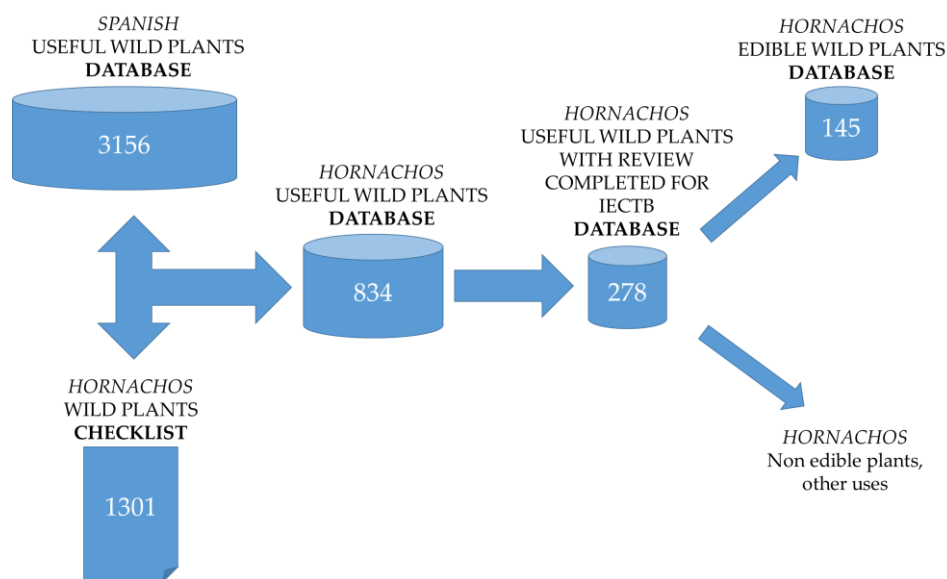 SPANISH
USEFUL WILD PLANTS
DATABASE
3156
HORNACHOS
WILD PLANTS
CHECKLIST
1301
HORNACHOS
USEFUL WILD PLANTS
DATABASE
834
HORNACHOS
USEFUL WILD PLANTS
WITH REVIEW
COMPLETED FOR
IECTB
DATABASE
278
HORNACHOS
EDIBLE WILD PLANTS
DATABASE
145
HORNACHOS
Non edible plants,
other uses